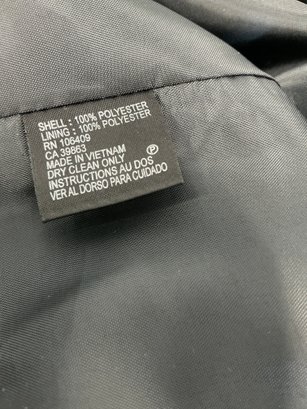 SHELL : 100% POLYESTER
LINING : 100% POLYESTER
RN 106409
CA 39863
MADE IN VIETNAM
DRY CLEAN ONLY Ⓟ
INSTRUCTIONS AU DOS
VER AL DORSO PARA CUIDADO